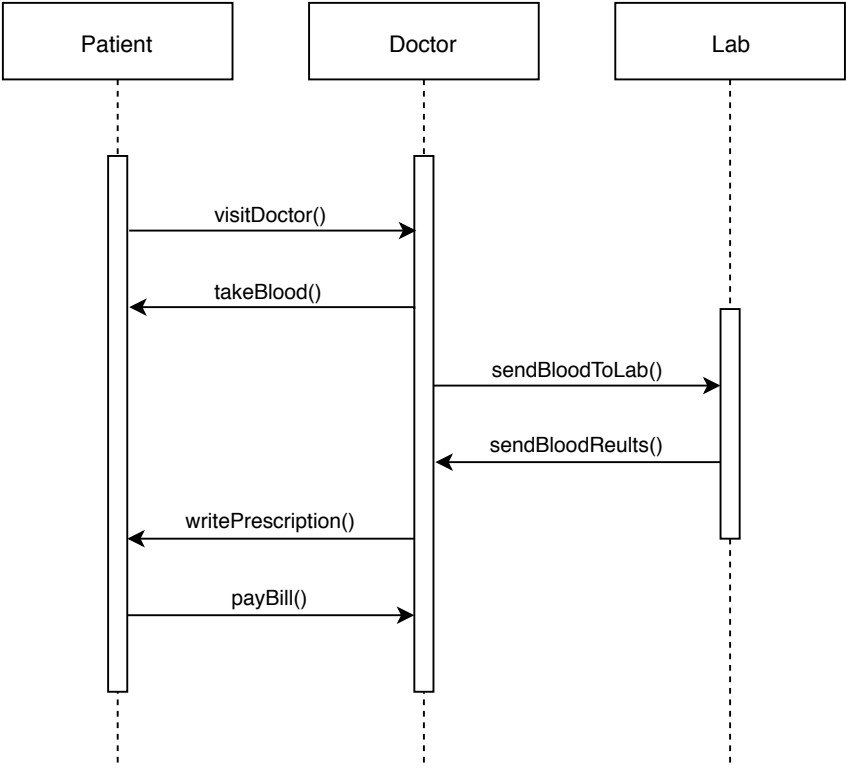 Patient
Doctor
Lab
visitDoctor()
takeBlood()
sendBloodToLab()
sendBloodReults()
writePrescription()
payBill()